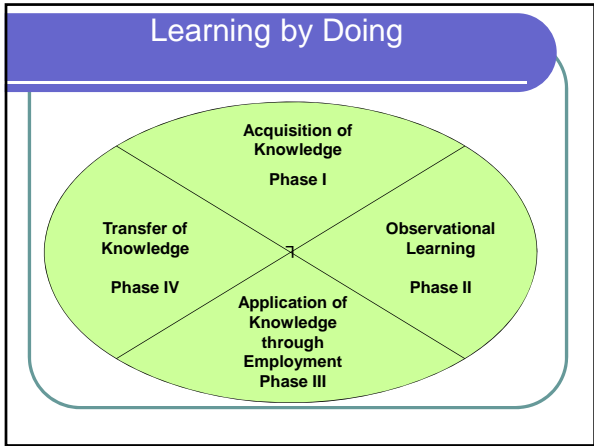 Learning by Doing
Acquisition of
Knowledge
Phase I
Observational
Learning
Phase II
Application of
Knowledge
through
Employment
Phase III
Transfer of
Knowledge
Phase IV